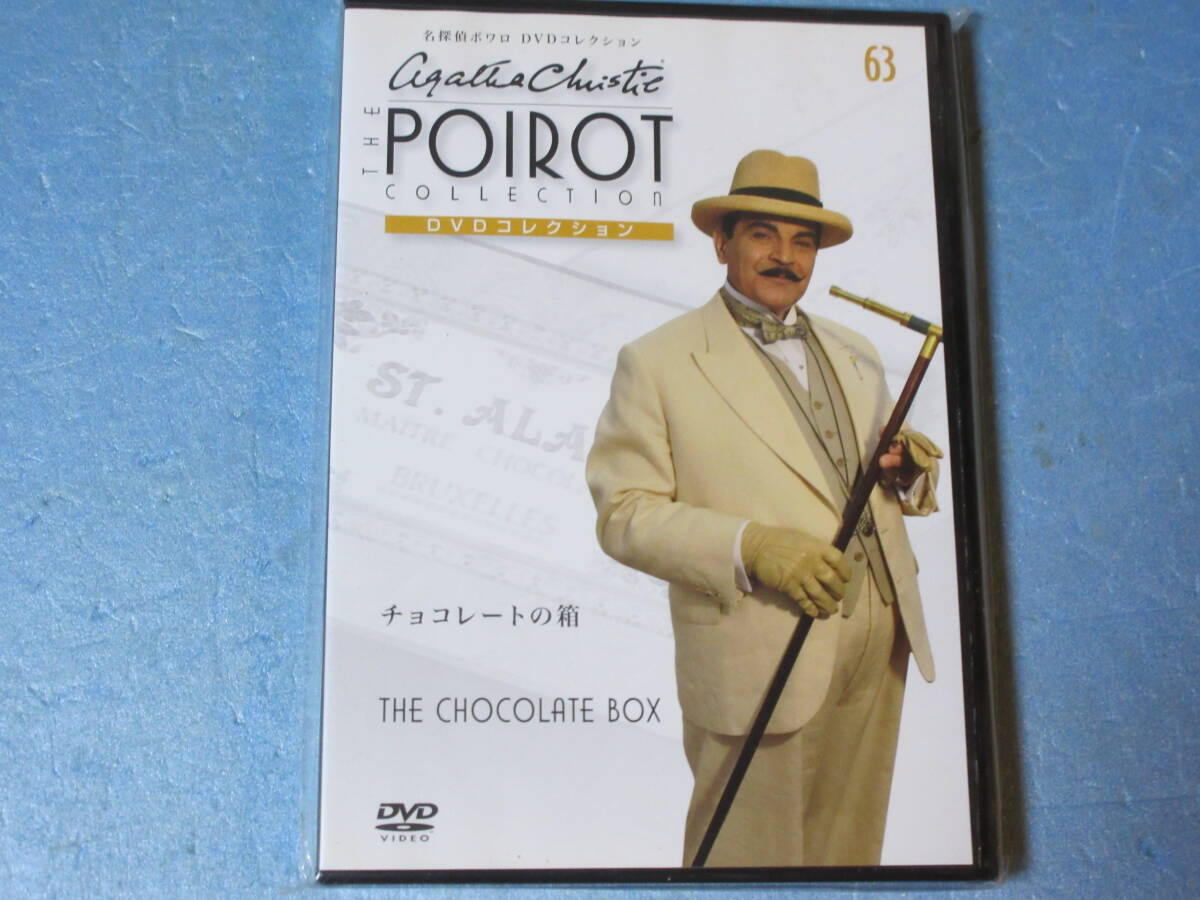 名探偵ポワロ DVDコレクション
63
Agatha Christie
THE
POIROT
COLLECTION
DVDコレクション
ST. ALA
MAITRE CHOCOL
BRUXELLES
チョコレートの箱
THE CHOCOLATE BOX
DVD
VIDEO